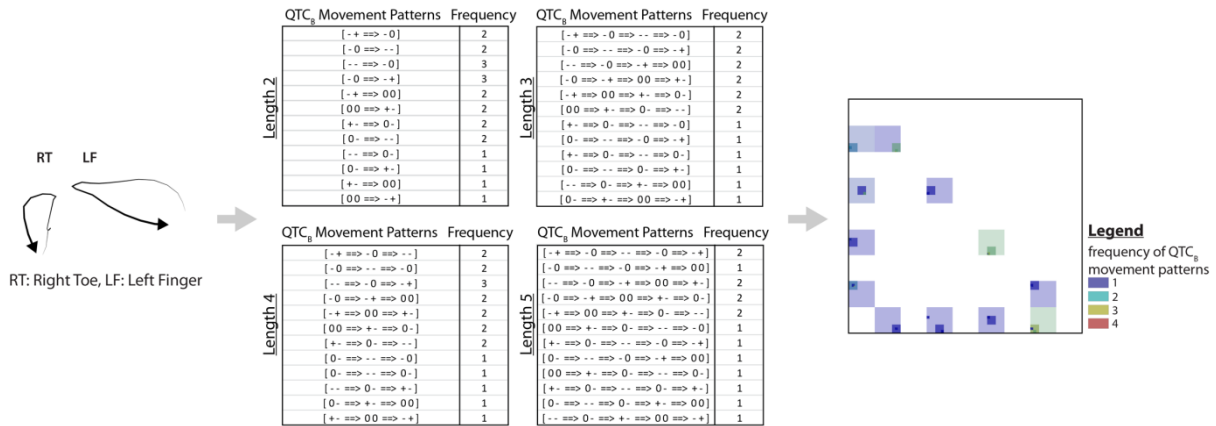 RT LF
RT: Right Toe, LF: Left Finger
QTC_B Movement Patterns Frequency
Length 2
[ - + ==> - 0 ] 2
[ - 0 ==> - - ] 2
[ - - ==> - 0 ] 3
[ - 0 ==> - + ] 3
[ - + ==> 0 0 ] 2
[ 0 0 ==> + - ] 2
[ + - ==> 0 - ] 2
[ 0 - ==> - - ] 2
[ - - ==> 0 - ] 1
[ 0 - ==> + - ] 1
[ + - ==> 0 0 ] 1
[ 0 0 ==> - + ] 1
QTC_B Movement Patterns Frequency
Length 3
[ - + ==> - 0 ==> - - ==> - 0 ] 2
[ - 0 ==> - - ==> - 0 ==> - + ] 2
[ - - ==> - 0 ==> - + ==> 0 0 ] 2
[ - 0 ==> - + ==> 0 0 ==> + - ] 2
[ - + ==> 0 0 ==> + - ==> 0 - ] 2
[ 0 0 ==> + - ==> 0 - ==> - - ] 2
[ + - ==> 0 - ==> - - ==> - 0 ] 1
[ 0 - ==> - - ==> - 0 ==> - + ] 1
[ + - ==> 0 - ==> - - ==> 0 - ] 1
[ 0 - ==> - - ==> 0 - ==> + - ] 1
[ - - ==> 0 - ==> + - ==> 0 0 ] 1
[ 0 - ==> + - ==> 0 0 ==> - + ] 1
QTC_B Movement Patterns Frequency
Length 4
[ - + ==> - 0 ==> - - ] 2
[ - 0 ==> - - ==> - 0 ] 2
[ - - ==> - 0 ==> - + ] 3
[ - 0 ==> - + ==> 0 0 ] 2
[ - + ==> 0 0 ==> + - ] 2
[ 0 0 ==> + - ==> 0 - ] 2
[ + - ==> 0 - ==> - - ] 2
[ 0 - ==> - - ==> - 0 ] 1
[ 0 - ==> - - ==> 0 - ] 1
[ - - ==> 0 - ==> + - ] 1
[ 0 - ==> + - ==> 0 0 ] 1
[ + - ==> 0 0 ==> - + ] 1
QTC_B Movement Patterns Frequency
Length 5
[ - + ==> - 0 ==> - - ==> - 0 ==> - + ] 2
[ - 0 ==> - - ==> - 0 ==> - + ==> 0 0 ] 1
[ - - ==> - 0 ==> - + ==> 0 0 ==> + - ] 2
[ - 0 ==> - + ==> 0 0 ==> + - ==> 0 - ] 2
[ - + ==> 0 0 ==> + - ==> 0 - ==> - - ] 2
[ 0 0 ==> + - ==> 0 - ==> - - ==> - 0 ] 1
[ + - ==> 0 - ==> - - ==> - 0 ==> - + ] 1
[ 0 - ==> - - ==> - 0 ==> - + ==> 0 0 ] 1
[ 0 0 ==> + - ==> 0 - ==> - - ==> 0 - ] 1
[ + - ==> 0 - ==> - - ==> 0 - ==> + - ] 1
[ 0 - ==> - - ==> 0 - ==> + - ==> 0 0 ] 1
[ - - ==> 0 - ==> + - ==> 0 0 ==> - + ] 1
Legend
frequency of QTC_B
movement patterns
1
2
3
4